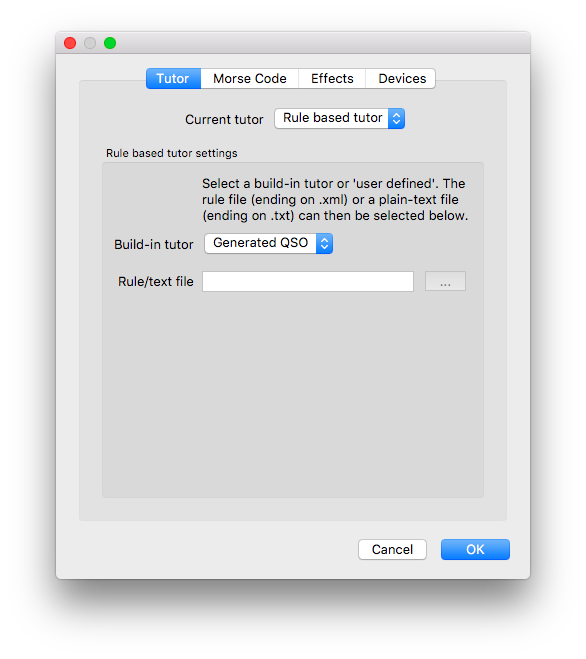 Tutor Morse Code Effects Devices
Current tutor Rule based tutor
Rule based tutor settings
Select a build-in tutor or 'user defined'. The
rule file (ending on .xml) or a plain-text file
(ending on .txt) can then be selected below.
Build-in tutor Generated QSO
Rule/text file ...
Cancel OK